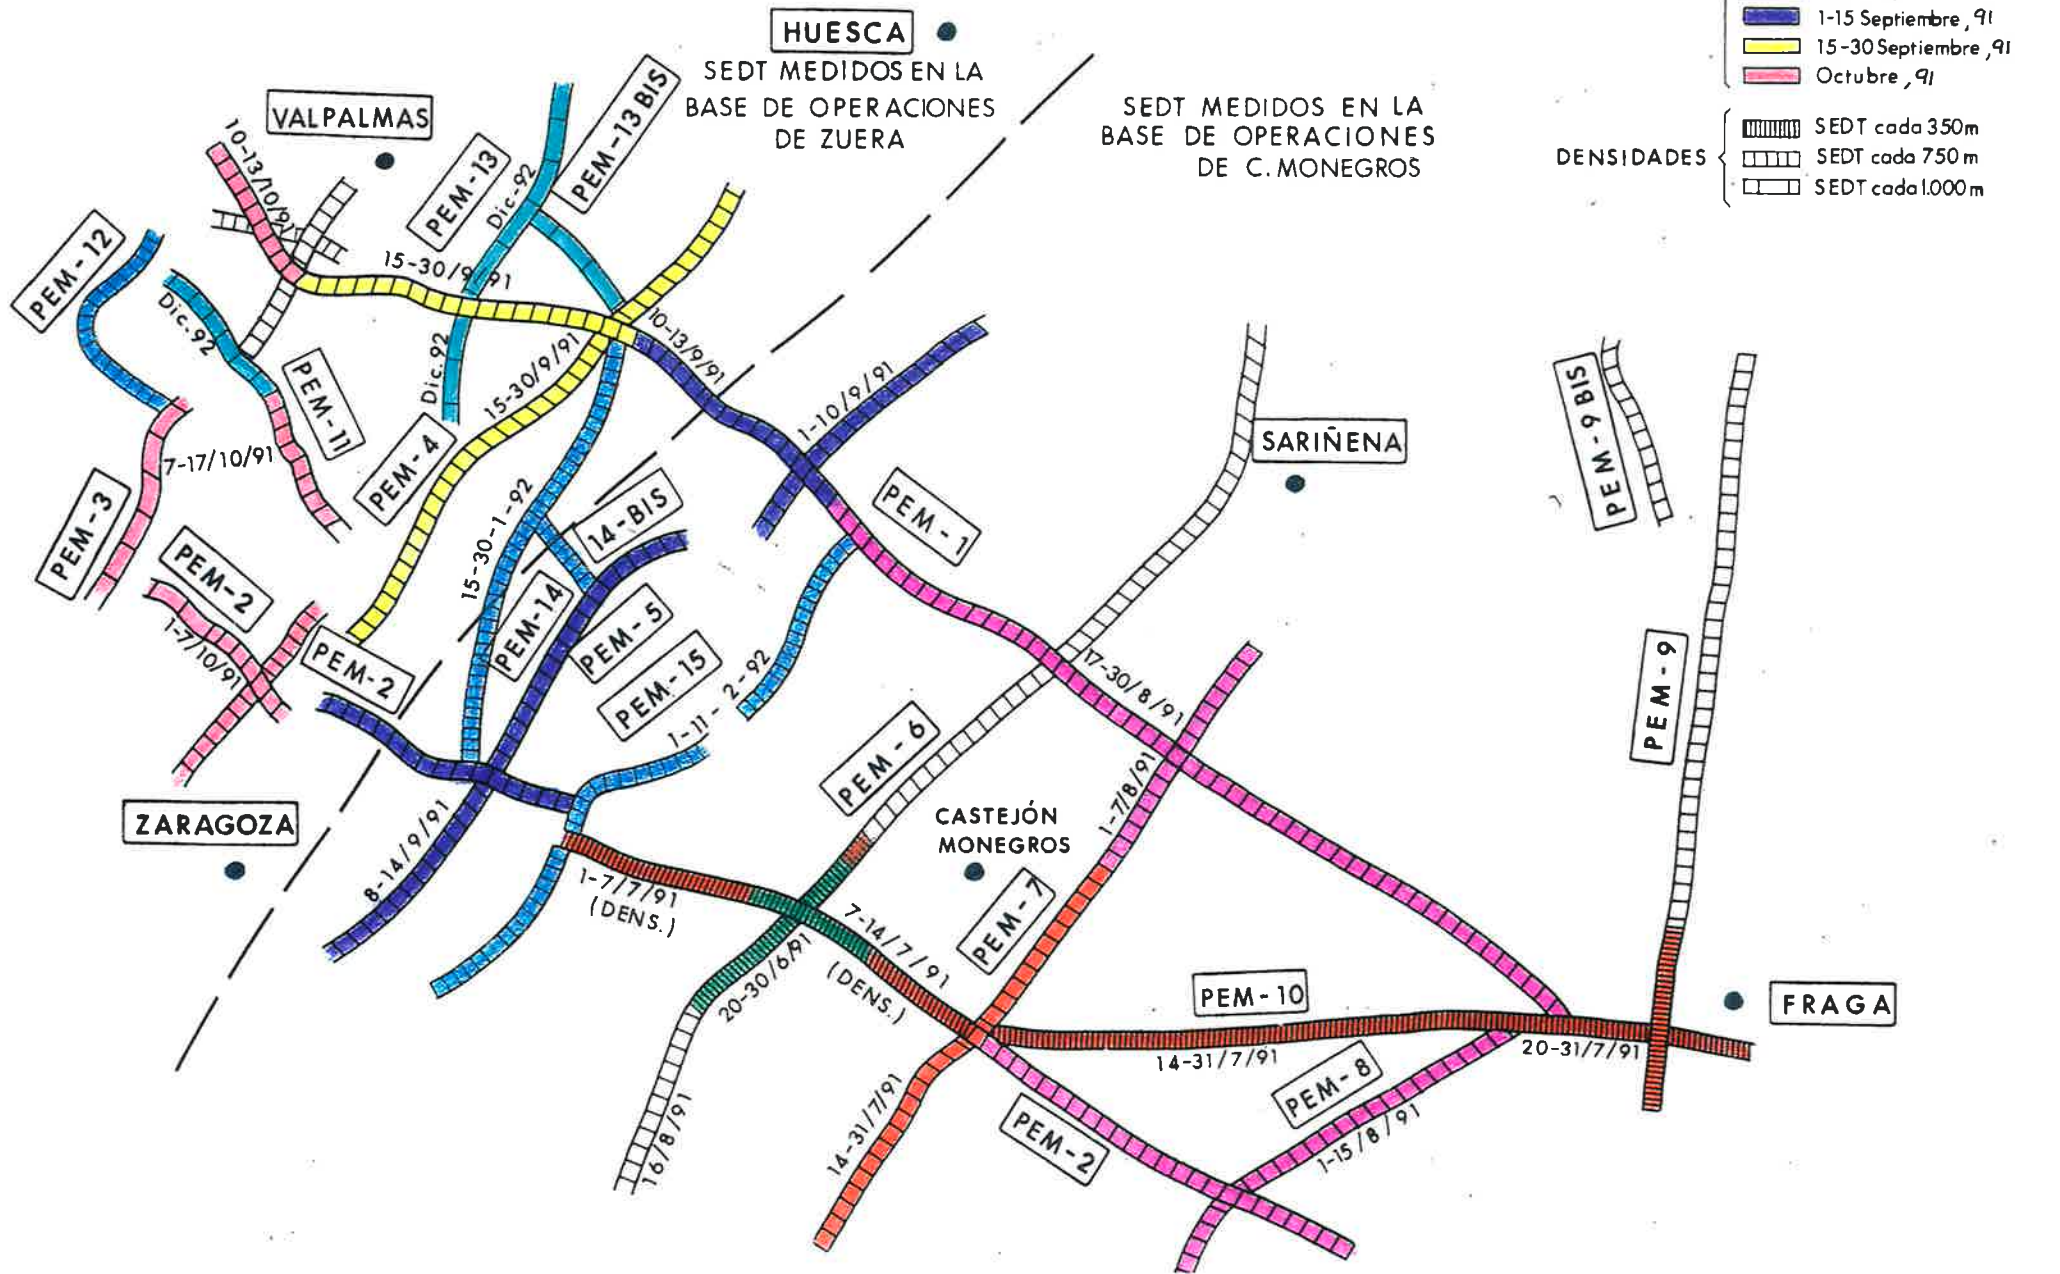 HUESCA
SEDT MEDIDOS EN LA
BASE DE OPERACIONES
DE ZUERA
SEDT MEDIDOS EN LA
BASE DE OPERACIONES
DE C. MONEGROS
1-15 Septiembre, 91
15-30 Septiembre, 91
Octubre, 91
DENSIDADES
SEDT cada 350m
SEDT cada 750 m
SEDT cada 1.000 m
VALPALMAS
10-13/10/91
PEM-13
Dic-92
PEM-13 BIS
PEM-12
Dic. 92
15-30/9/91
Dic. 92
10-13/9/91
15-30/9/91
1-10/9/91
PEM-11
PEM-4
7-17/10/91
PEM-3
SARIÑENA
PEM-9 BIS
PEM-1
15-30-1-92
14-BIS
PEM-2
1-7/10/91
PEM-14
PEM-5
PEM-2
PEM-15
1-11-2-92
17-30/8/91
PEM-9
PEM-6
1-7/8/91
ZARAGOZA
8-14/9/91
CASTEJÓN
MONEGROS
1-7/7/91
(DENS.)
7-14/7/91
(DENS.)
PEM-7
20-30/6/91
PEM-10
FRAGA
14-31/7/91
20-31/7/91
PEM-8
1-15/8/91
14-31/7/91
PEM-2
16/8/91